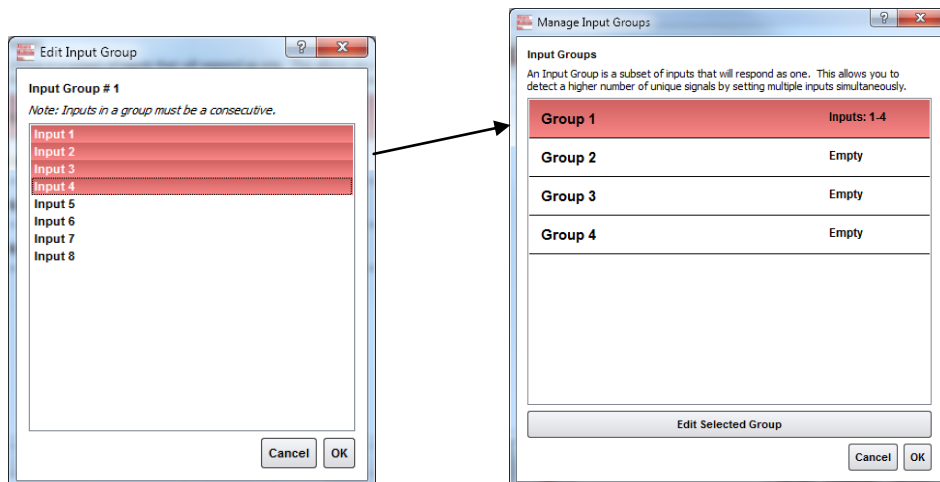 Edit Input Group
Input Group # 1
Note: Inputs in a group must be a consecutive.
Input 1
Input 2
Input 3
Input 4
Input 5
Input 6
Input 7
Input 8
Cancel OK
Manage Input Groups
Input Groups
An Input Group is a subset of inputs that will respond as one. This allows you to
detect a higher number of unique signals by setting multiple inputs simultaneously.
Group 1 Inputs: 1-4
Group 2 Empty
Group 3 Empty
Group 4 Empty
Edit Selected Group
Cancel OK